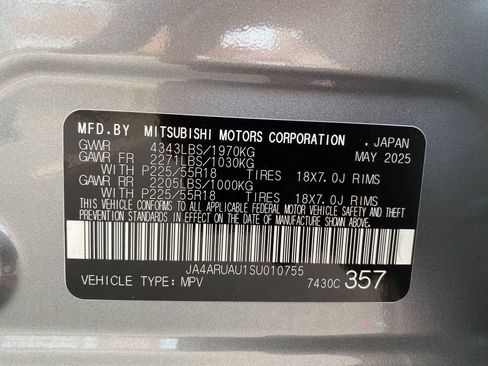 MFD.BY MITSUBISHI MOTORS CORPORATION , JAPAN
GVWR 4343LBS/1970KG MAY 2025
GAWR FR 2271LBS/1030KG
WITH P225/55R18 TIRES 18X7.0J RIMS
GAWR RR 2205LBS/1000KG
WITH P225/55R18 TIRES 18X7.0J RIMS
THIS VEHICLE CONFORMS TO ALL APPLICABLE FEDERAL MOTOR VEHICLE SAFETY AND THEFT
PREVENTION STANDARDS IN EFFECT ON THE DATE OF MANUFACTURE SHOWN ABOVE.
JA4ARUAU1SU010755
VEHICLE TYPE: MPV 7430C 357